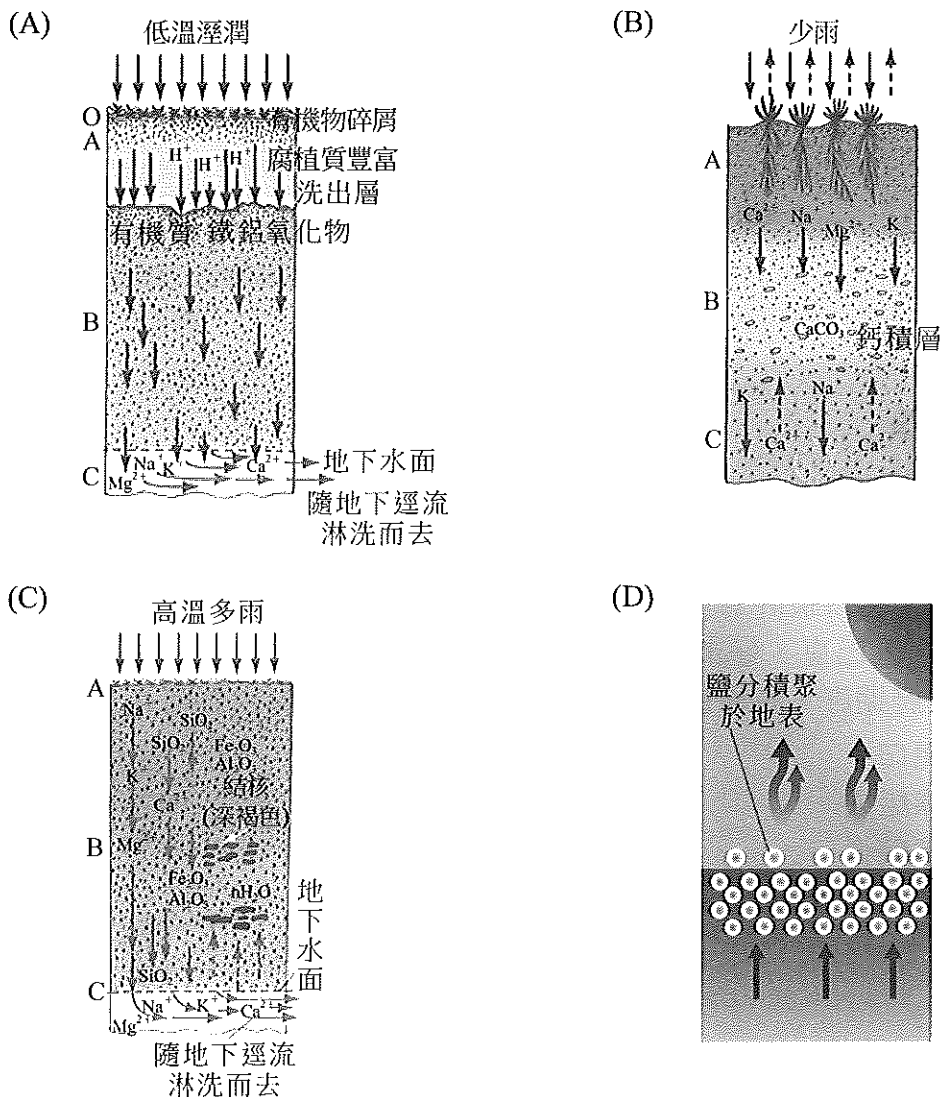 (A)
低溫溼潤
O
有機物碎屑
A
H+ H+ H+
腐植質豐富
洗出層
有機質 鐵鋁氧化物
B
C
Na+ K+ Ca2+
Mg2+
地下水面
隨地下逕流
淋洗而去
(B)
少雨
A
Ca2+ Na+ Mg2+ K+
B
CaCO3
鈣積層
K+ Na+
C
Ca2+ Ca2+
(C)
高溫多雨
A
Na SiO2
SiO2 Fe2O3
Al2O3
K
結核
Ca
(深褐色)
B
Mg
Fe2O3 nH2O
Al2O3
地下水面
SiO2
C
Na+ K+ Ca2+
Mg2+
隨地下逕流
淋洗而去
(D)
鹽分積聚
於地表